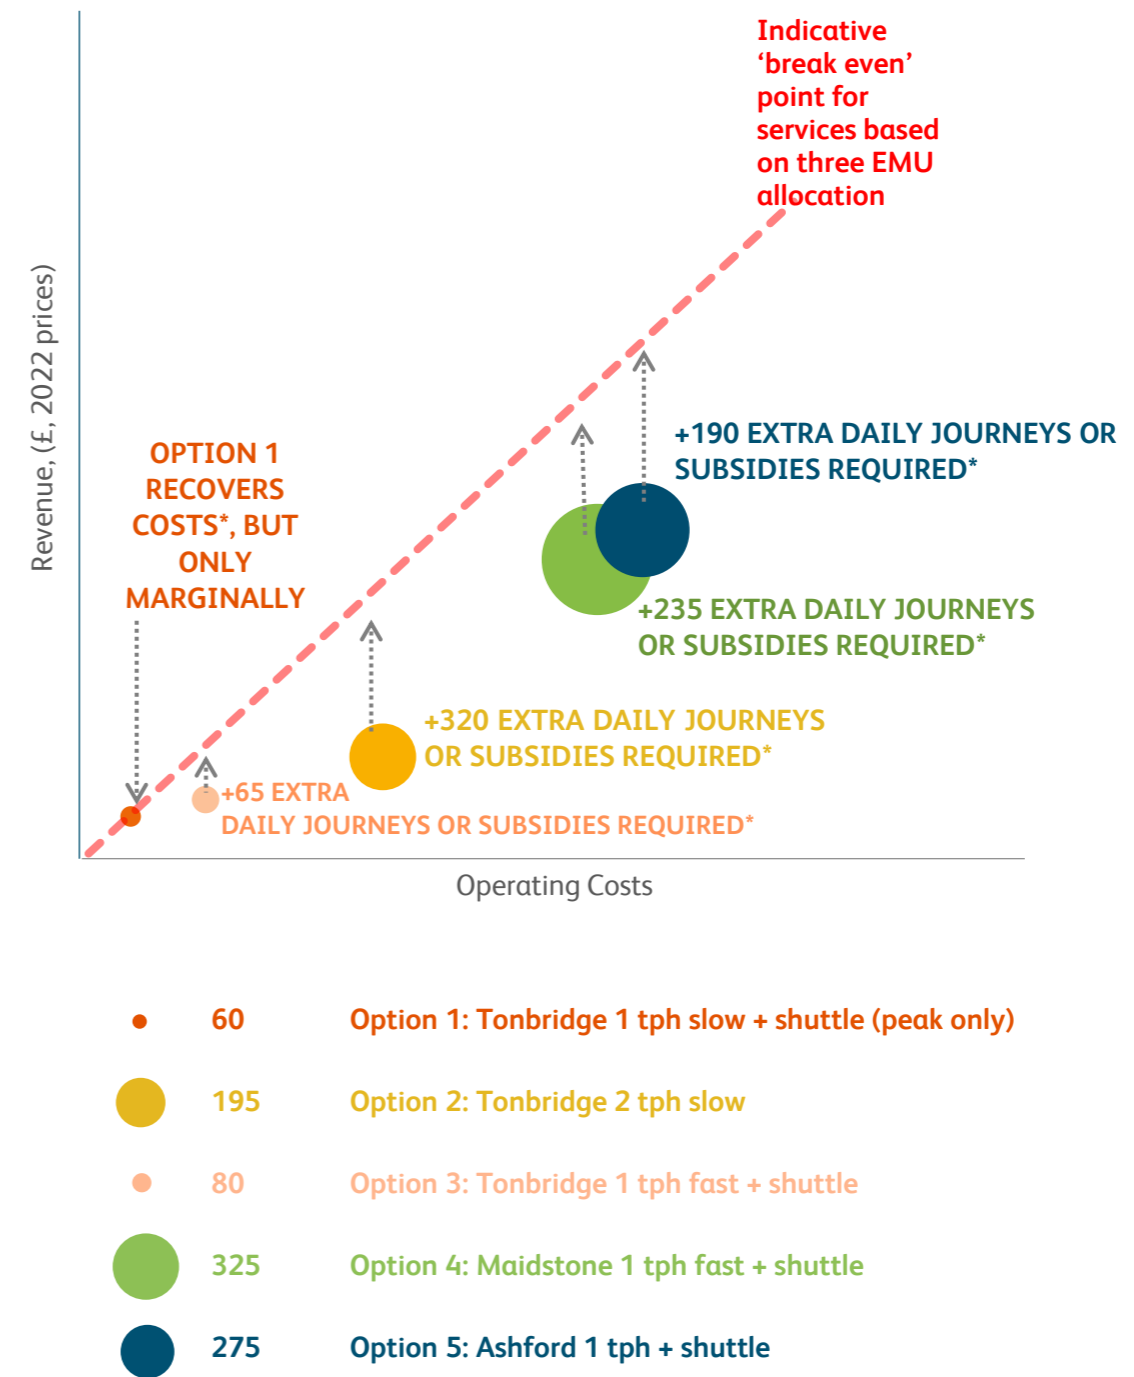 Indicative
‘break even’
point for
services based
on three EMU
allocation
Revenue, (£, 2022 prices)
OPTION 1
RECOVERS
COSTS*, BUT
ONLY
MARGINALLY
+190 EXTRA DAILY JOURNEYS OR
SUBSIDIES REQUIRED*
+235 EXTRA DAILY JOURNEYS
OR SUBSIDIES REQUIRED*
+320 EXTRA DAILY JOURNEYS
OR SUBSIDIES REQUIRED*
+65 EXTRA
DAILY JOURNEYS OR SUBSIDIES REQUIRED*
Operating Costs
60 Option 1: Tonbridge 1 tph slow + shuttle (peak only)
195 Option 2: Tonbridge 2 tph slow
80 Option 3: Tonbridge 1 tph fast + shuttle
325 Option 4: Maidstone 1 tph fast + shuttle
275 Option 5: Ashford 1 tph + shuttle